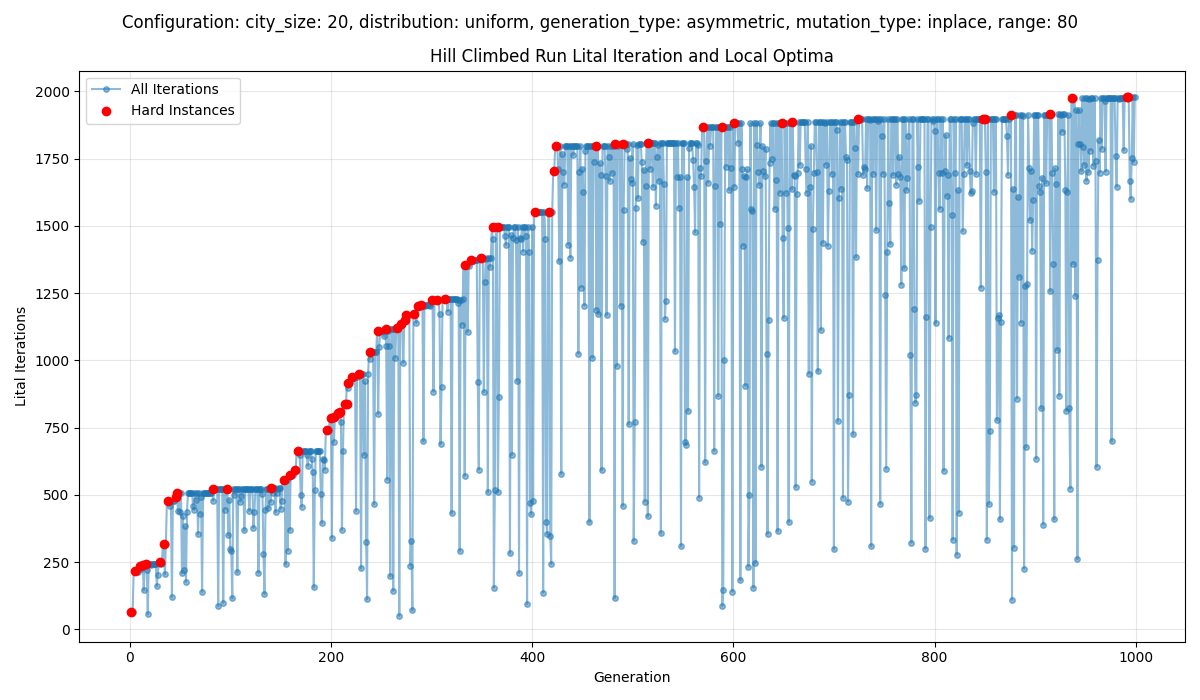 Configuration: city_size: 20, distribution: uniform, generation_type: asymmetric, mutation_type: inplace, range: 80
Hill Climbed Run Lital Iteration and Local Optima
All Iterations
Hard Instances
Lital Iterations
2000
1750
1500
1250
1000
750
500
250
0
0 200 400 600 800 1000
Generation